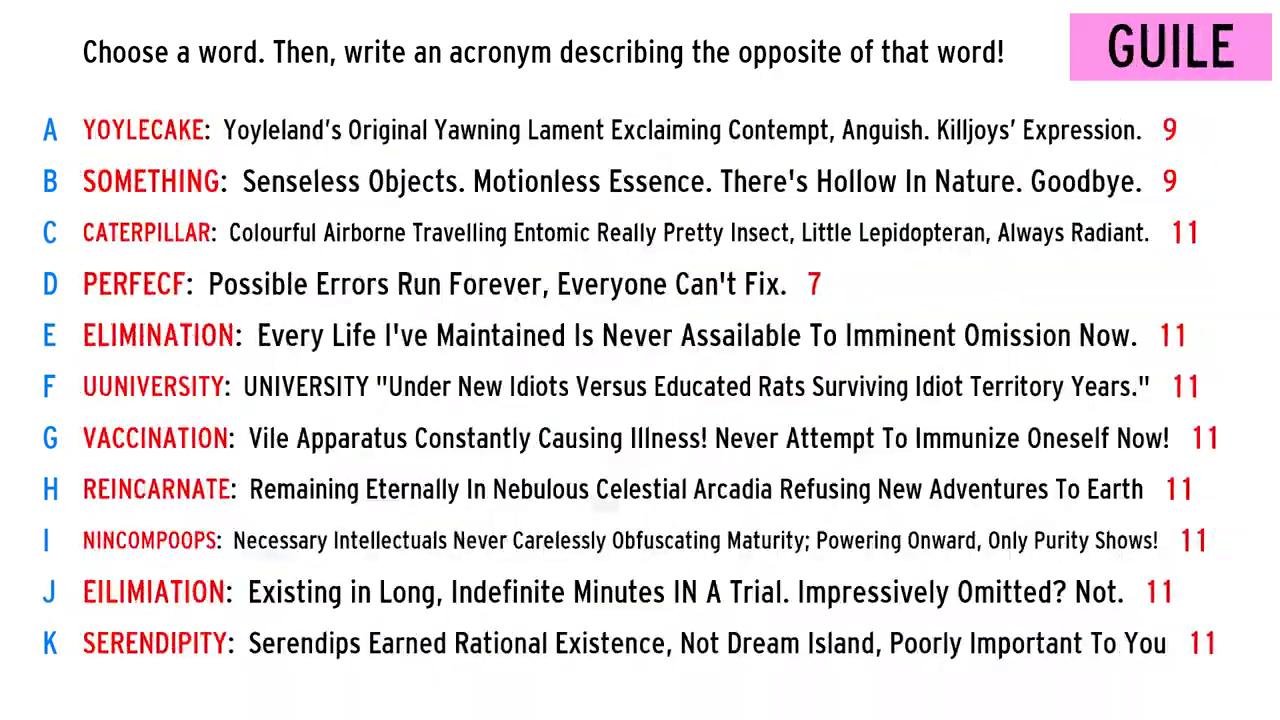 Choose a word. Then, write an acronym describing the opposite of that word!
GUILE
A YOYLECAKE: Yoyleland's Original Yawning Lament Exclaiming Contempt, Anguish. Killjoys' Expression. 9
B SOMETHING: Senseless Objects. Motionless Essence. There's Hollow In Nature. Goodbye. 9
C CATERPILLAR: Colourful Airborne Travelling Entomic Really Pretty Insect, Little Lepidopteran, Always Radiant. 11
D PERFECF: Possible Errors Run Forever, Everyone Can't Fix. 7
E ELIMINATION: Every Life I've Maintained Is Never Assailable To Imminent Omission Now. 11
F UUNIVERSITY: UNIVERSITY "Under New Idiots Versus Educated Rats Surviving Idiot Territory Years." 11
G VACCINATION: Vile Apparatus Constantly Causing Illness! Never Attempt To Immunize Oneself Now! 11
H REINCARNATE: Remaining Eternally In Nebulous Celestial Arcadia Refusing New Adventures To Earth 11
I NINCOMPOOPS: Necessary Intellectuals Never Carelessly Obfuscating Maturity; Powering Onward, Only Purity Shows! 11
J EILIMIATION: Existing in Long, Indefinite Minutes IN A Trial. Impressively Omitted? Not. 11
K SERENDIPITY: Serendips Earned Rational Existence, Not Dream Island, Poorly Important To You 11